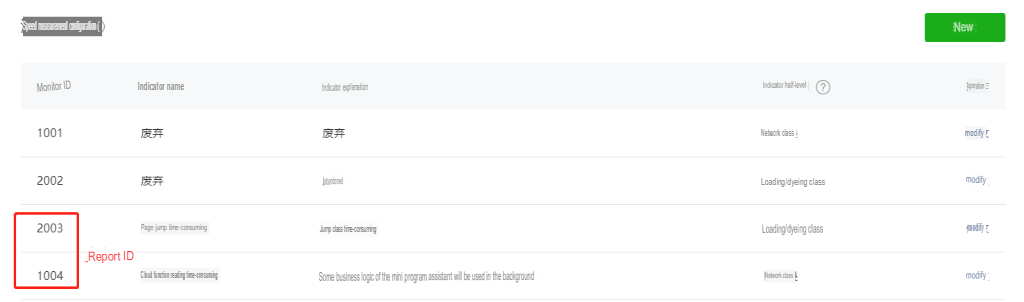 Speed measurement configuration ( )
New
Monitor ID Indicator name Indicator explanation Indicator half-level ? Operation
1001 废弃 废弃 Network class modify
2002 废弃 abandoned Loading/dyeing class modify
2003 Page jump time-consuming Jump class time-consuming Loading/dyeing class modify
Report ID
1004 Cloud function reading time-consuming Some business logic of the mini program assistant will be used in the background Network class modify